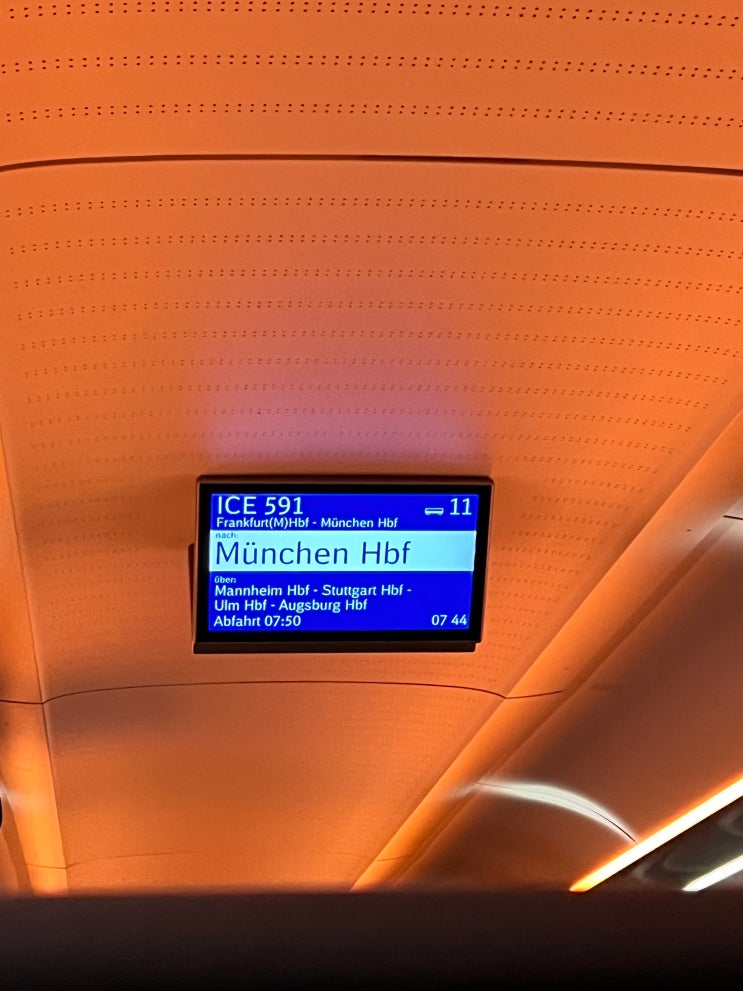 ICE 591 11
Frankfurt(M)Hbf - München Hbf
nach:
München Hbf
über:
Mannheim Hbf - Stuttgart Hbf -
Ulm Hbf - Augsburg Hbf
Abfahrt 07:50 07 44